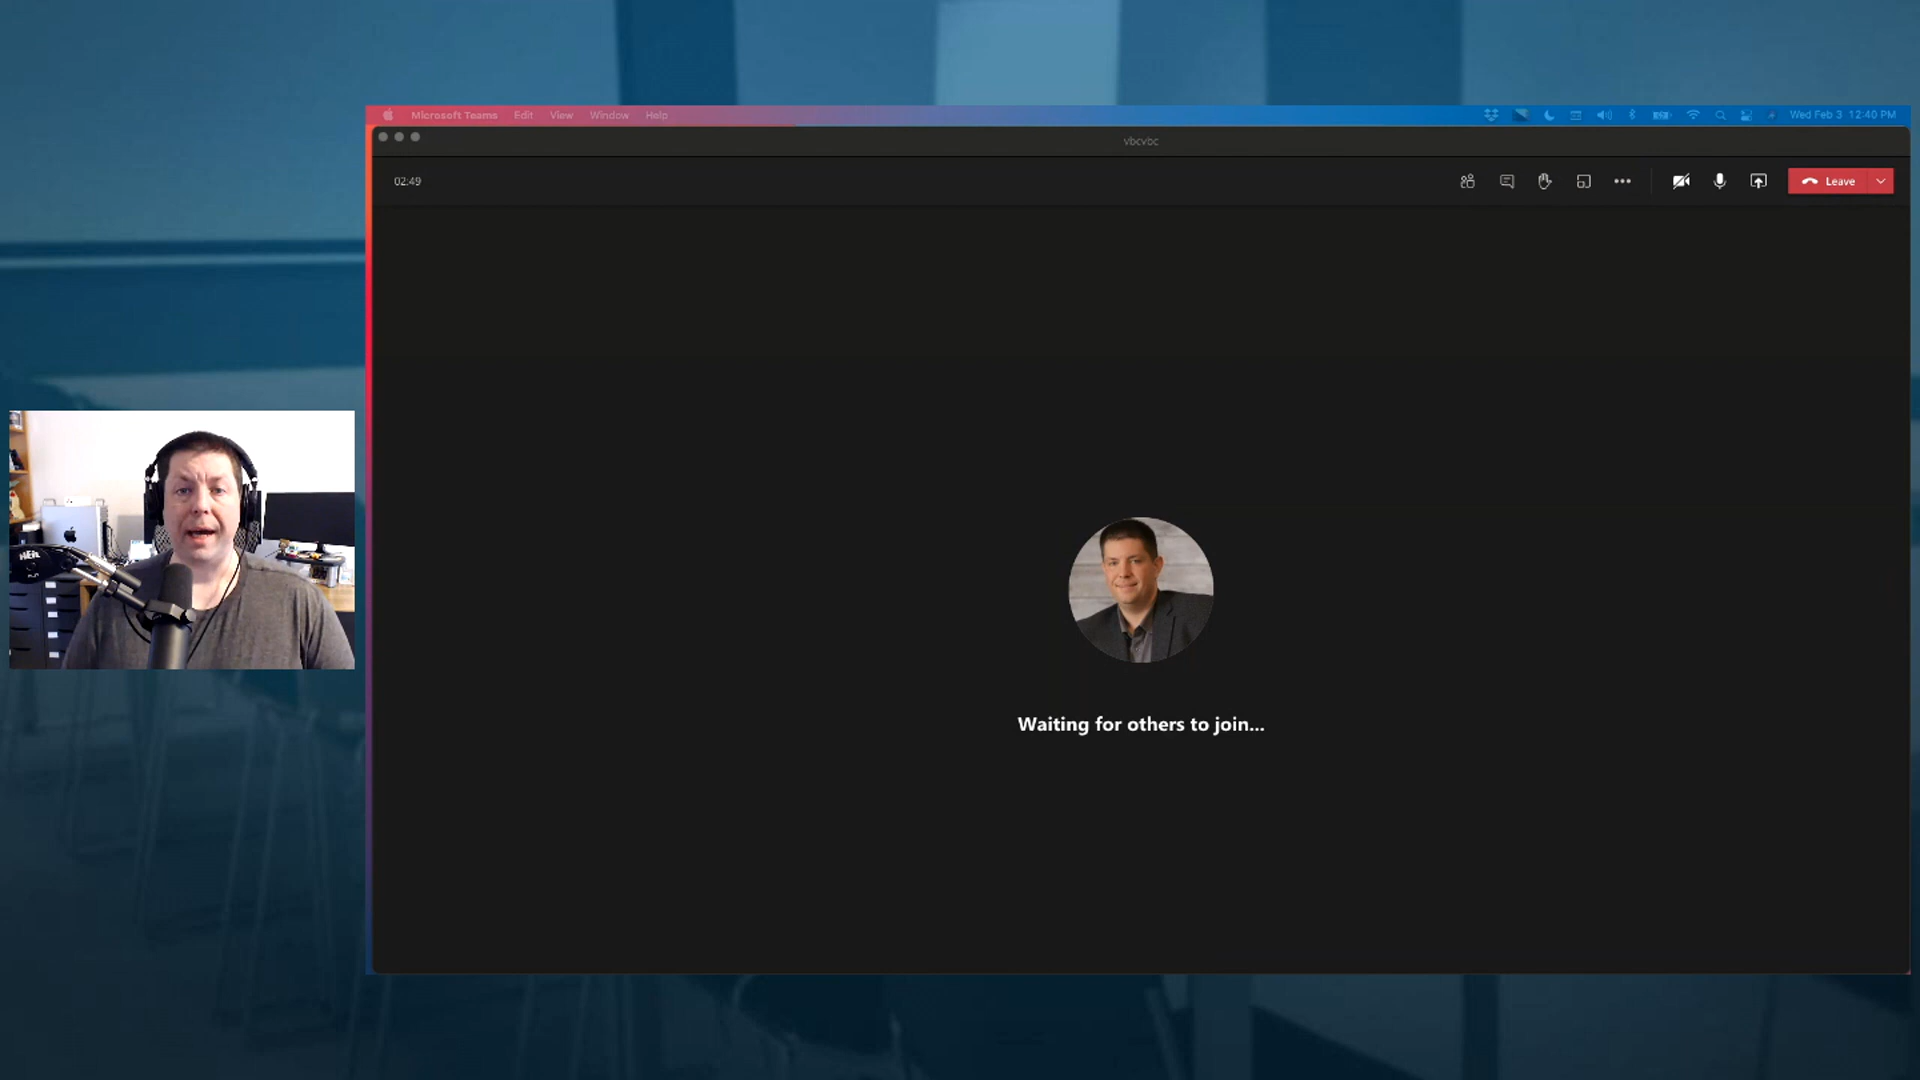 Microsoft Teams Edit View Window Help
Wed Feb 3 12:40 PM
vbcvbc
02:49
Leave
HEIL
Waiting for others to join...